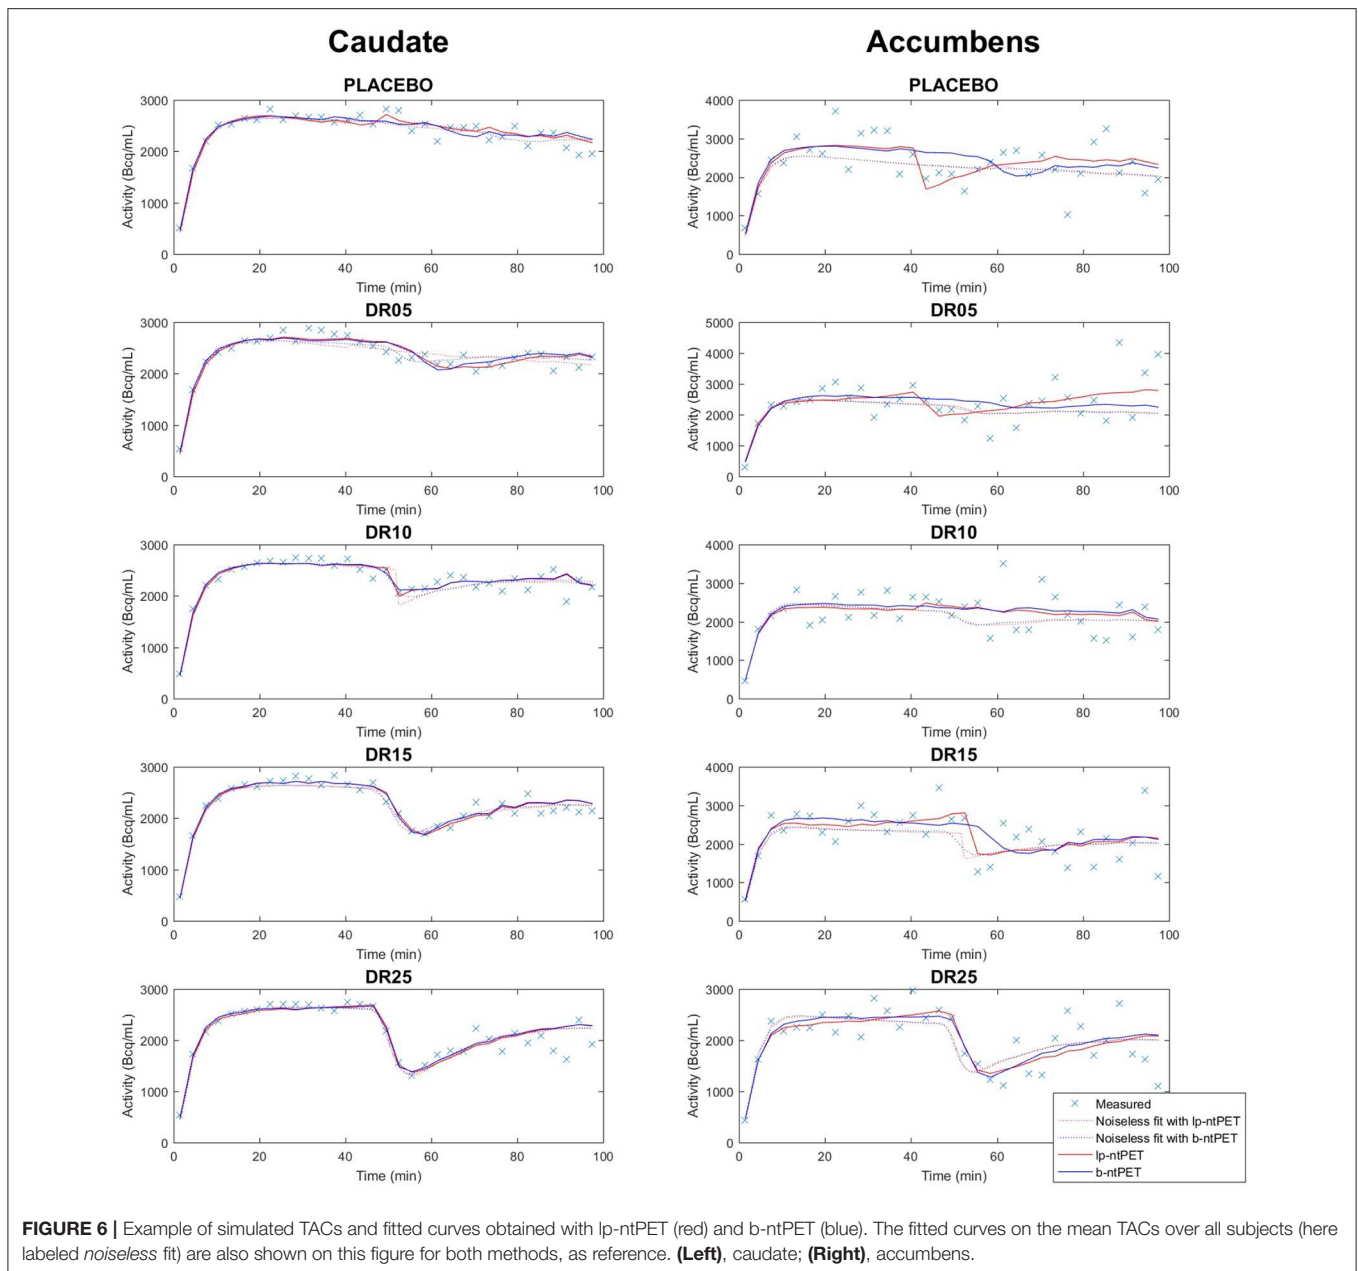 Caudate
Accumbens
PLACEBO
3000
2000
1000
0
0 20 40 60 80 100
Activity (Bcq/mL)
Time (min)
PLACEBO
4000
3000
2000
1000
0
0 20 40 60 80 100
Activity (Bcq/mL)
Time (min)
DR05
3000
2000
1000
0
0 20 40 60 80 100
Activity (Bcq/mL)
Time (min)
DR05
5000
4000
3000
2000
1000
0
0 20 40 60 80 100
Activity (Bcq/mL)
Time (min)
DR10
3000
2000
1000
0
0 20 40 60 80 100
Activity (Bcq/mL)
Time (min)
DR10
4000
3000
2000
1000
0
0 20 40 60 80 100
Activity (Bcq/mL)
Time (min)
DR15
3000
2000
1000
0
0 20 40 60 80 100
Activity (Bcq/mL)
Time (min)
DR15
4000
3000
2000
1000
0
0 20 40 60 80 100
Activity (Bcq/mL)
Time (min)
DR25
3000
2000
1000
0
0 20 40 60 80 100
Activity (Bcq/mL)
Time (min)
DR25
3000
2000
1000
0
0 20 40 60
Activity (Bcq/mL)
Time (min)
Measured
Noiseless fit with lp-ntPET
Noiseless fit with b-ntPET
lp-ntPET
b-ntPET
FIGURE 6 | Example of simulated TACs and fitted curves obtained with lp-ntPET (red) and b-ntPET (blue). The fitted curves on the mean TACs over all subjects (here
labeled noiseless fit) are also shown on this figure for both methods, as reference. (Left), caudate; (Right), accumbens.